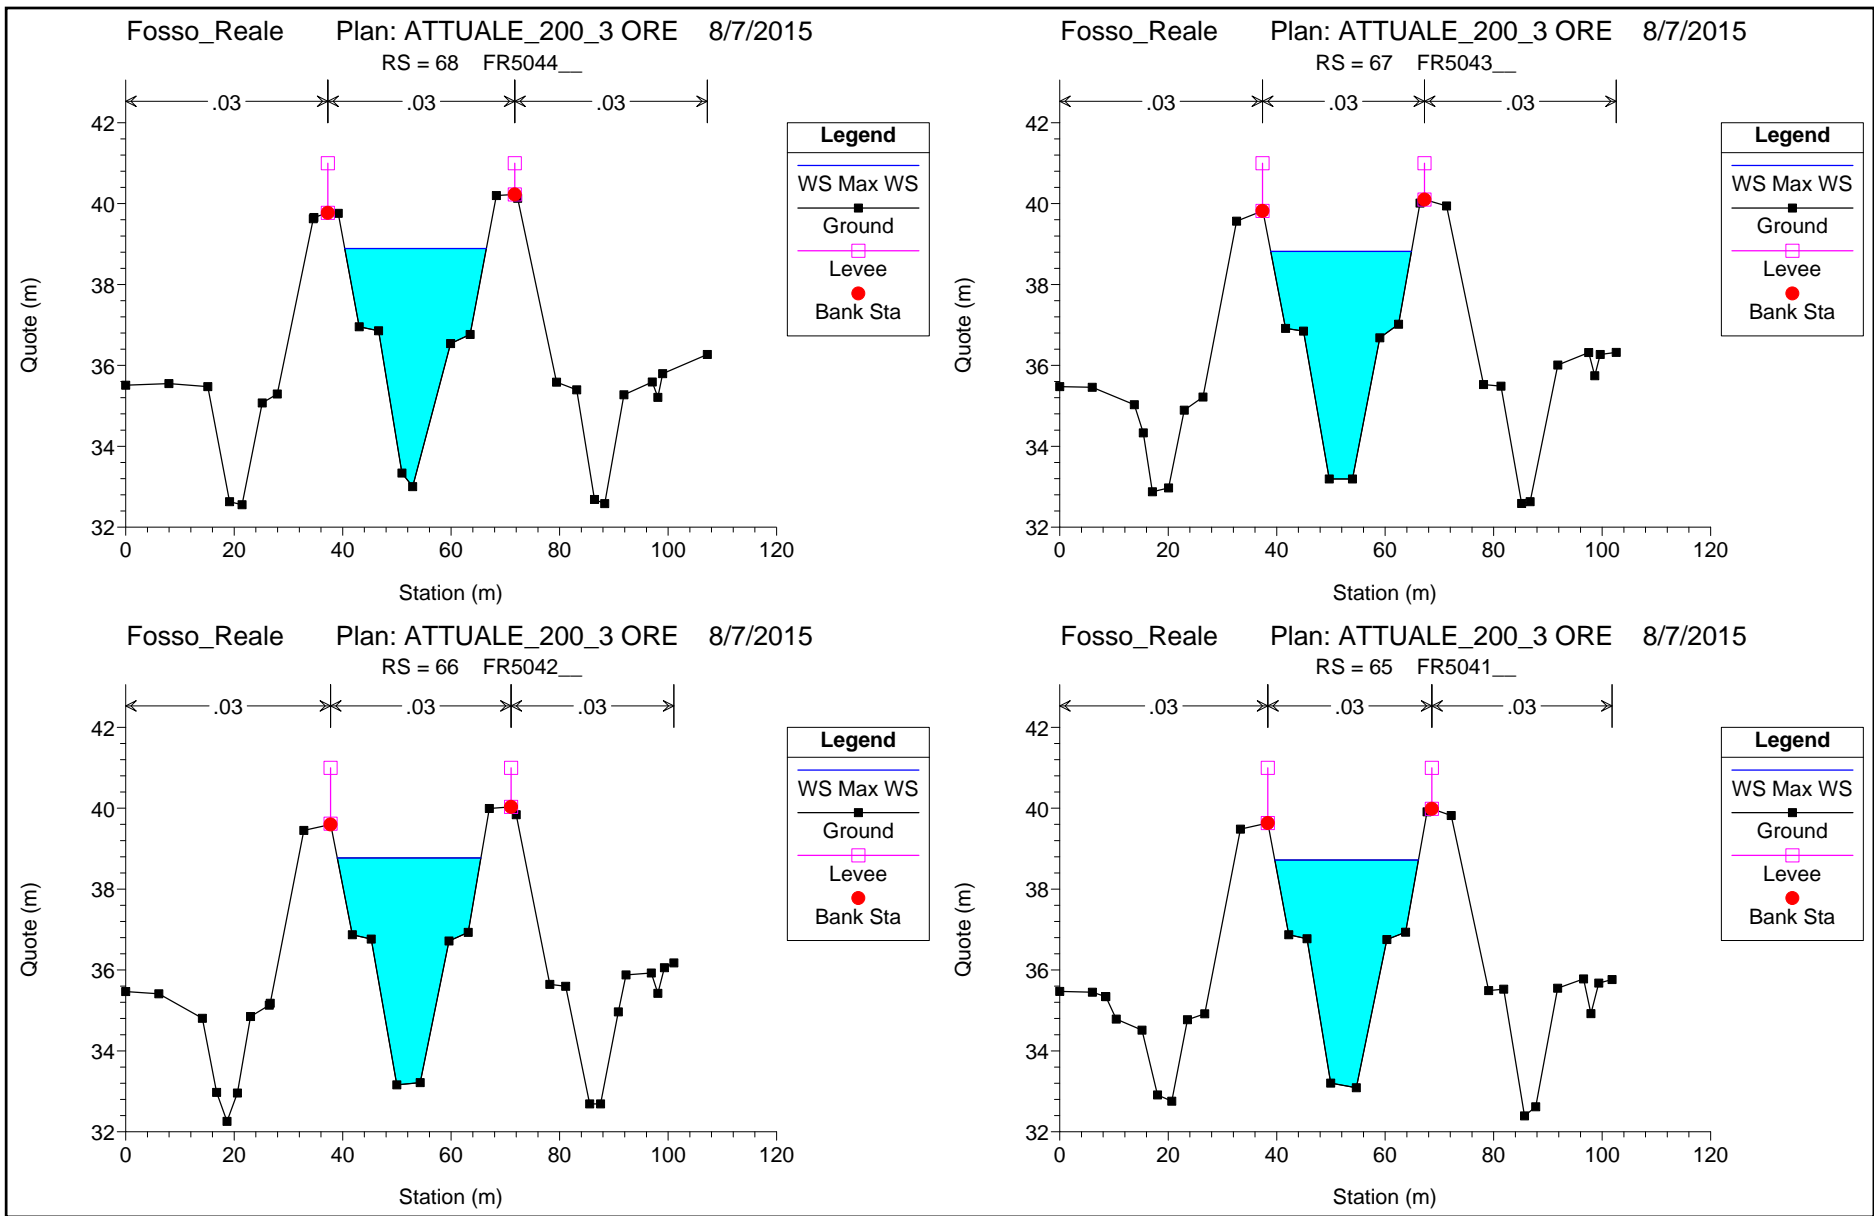 Fosso_Reale Plan: ATTUALE_200_3 ORE 8/7/2015
RS = 68 FR5044__
.03 .03 .03
42
40
38
36
34
32
0 20 40 60 80 100 120
Quote (m)
Station (m)
Legend
WS Max WS
Ground
Levee
Bank Sta
Fosso_Reale Plan: ATTUALE_200_3 ORE 8/7/2015
RS = 67 FR5043__
.03 .03 .03
42
40
38
36
34
32
0 20 40 60 80 100 120
Quote (m)
Station (m)
Legend
WS Max WS
Ground
Levee
Bank Sta
Fosso_Reale Plan: ATTUALE_200_3 ORE 8/7/2015
RS = 66 FR5042__
.03 .03 .03
42
40
38
36
34
32
0 20 40 60 80 100 120
Quote (m)
Station (m)
Legend
WS Max WS
Ground
Levee
Bank Sta
Fosso_Reale Plan: ATTUALE_200_3 ORE 8/7/2015
RS = 65 FR5041__
.03 .03 .03
42
40
38
36
34
32
0 20 40 60 80 100 120
Quote (m)
Station (m)
Legend
WS Max WS
Ground
Levee
Bank Sta